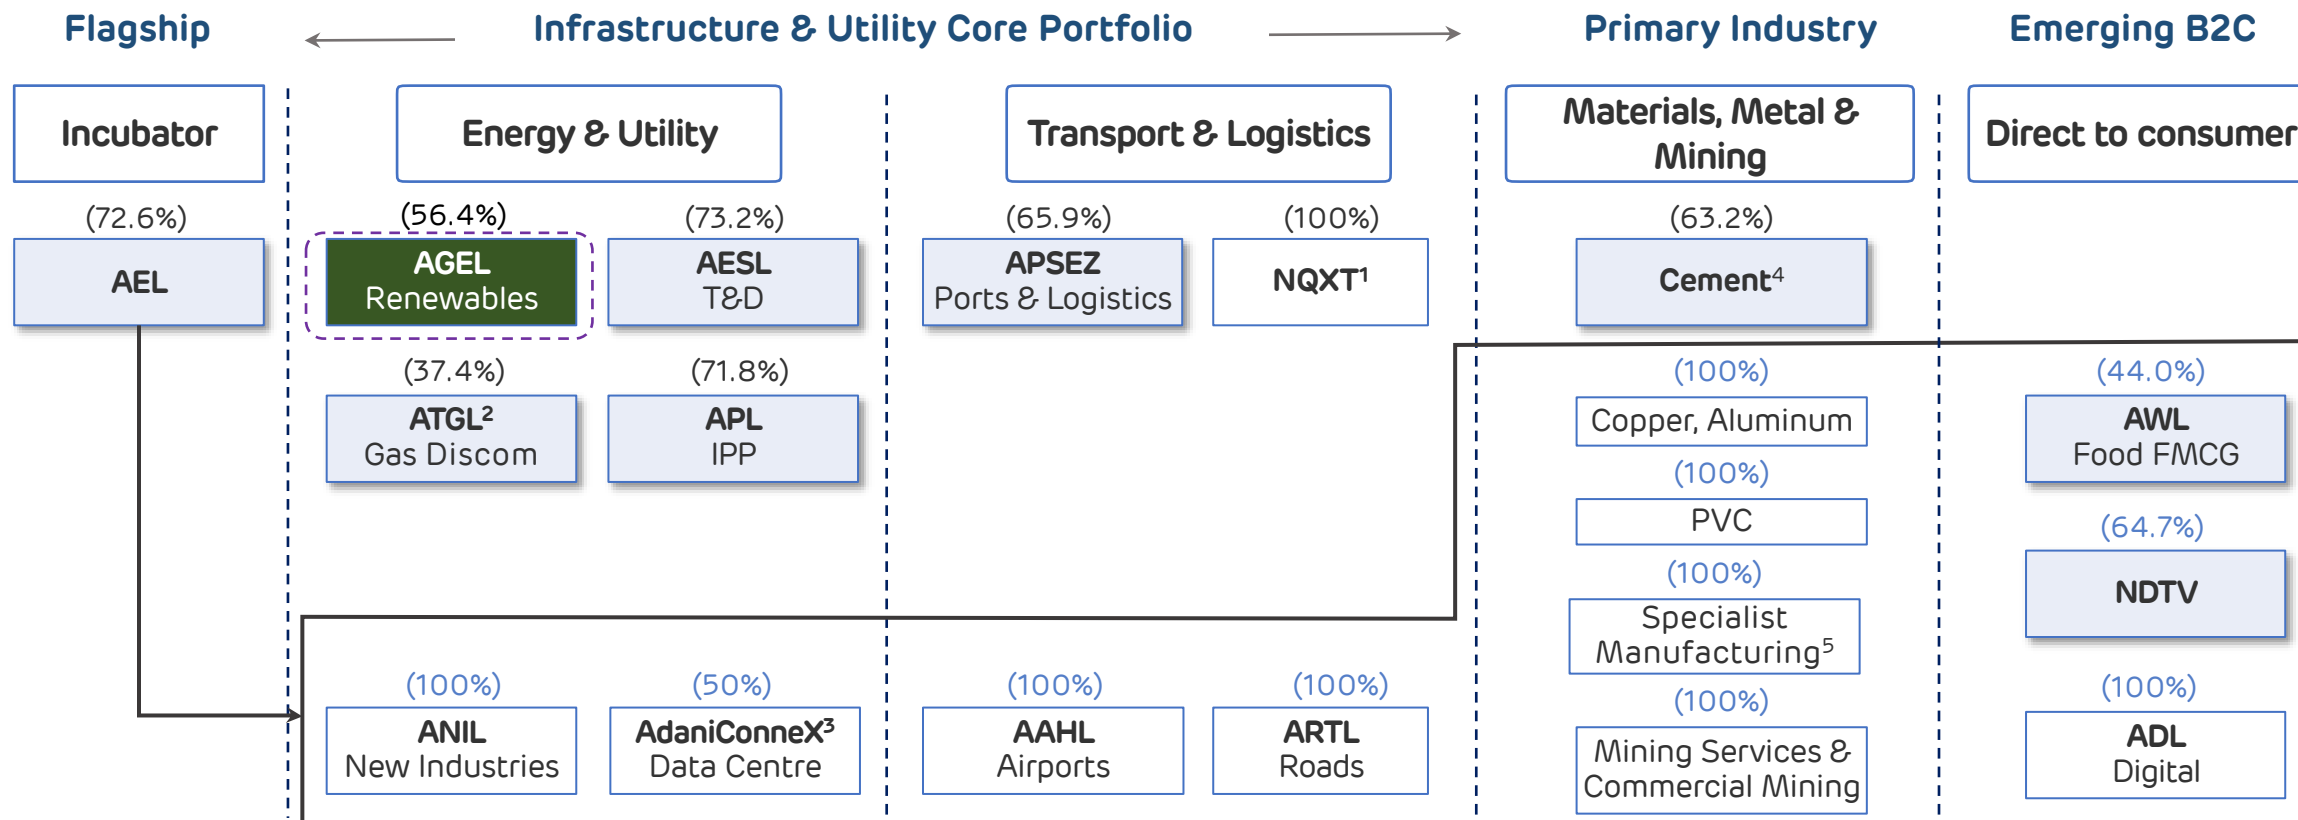 Flagship
Infrastructure & Utility Core Portfolio
Primary Industry
Emerging B2C
Incubator
Energy & Utility
Transport & Logistics
Materials, Metal &
Mining
Direct to consumer
(72.6%)
(56.4%)
(73.2%)
(65.9%)
(100%)
(63.2%)
AEL
AGEL
Renewables
AESL
T&D
APSEZ
Ports & Logistics
NQXT¹
Cement⁴
(37.4%)
(71.8%)
(100%)
(44.0%)
ATGL²
Gas Discom
APL
IPP
Copper, Aluminum
AWL
Food FMCG
(100%)
PVC
(64.7%)
NDTV
(100%)
Specialist
Manufacturing⁵
(100%)
(50%)
(100%)
(100%)
(100%)
(100%)
ANIL
New Industries
AdaniConneX³
Data Centre
AAHL
Airports
ARTL
Roads
Mining Services &
Commercial Mining
ADL
Digital